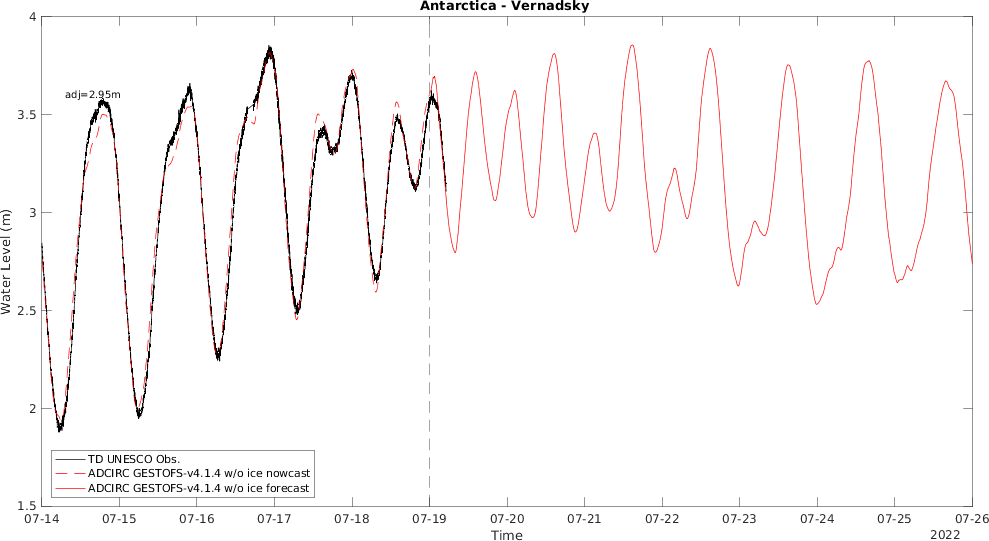 Antarctica - Vernadsky
4
3.5
3
2.5
2
1.5
Water Level (m)
adj=2.95m
TD UNESCO Obs.
ADCIRC GESTOFS-v4.1.4 w/o ice nowcast
ADCIRC GESTOFS-v4.1.4 w/o ice forecast
07-14 07-15 07-16 07-17 07-18 07-19 07-20 07-21 07-22 07-23 07-24 07-25 07-26
Time
2022